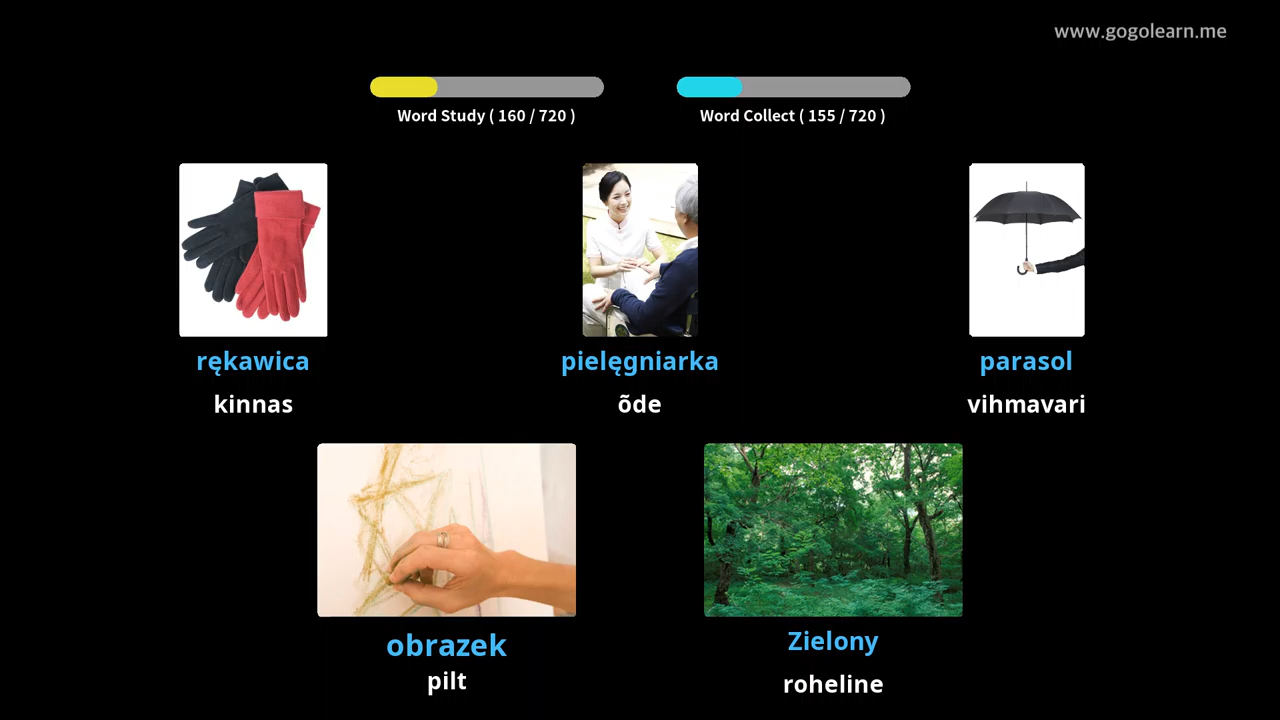 www.gogolearn.me
Word Study ( 160 / 720 )
Word Collect ( 155 / 720 )
rękawica
kinnas
pielęgniarka
õde
parasol
vihmavari
obrazek
pilt
Zielony
roheline